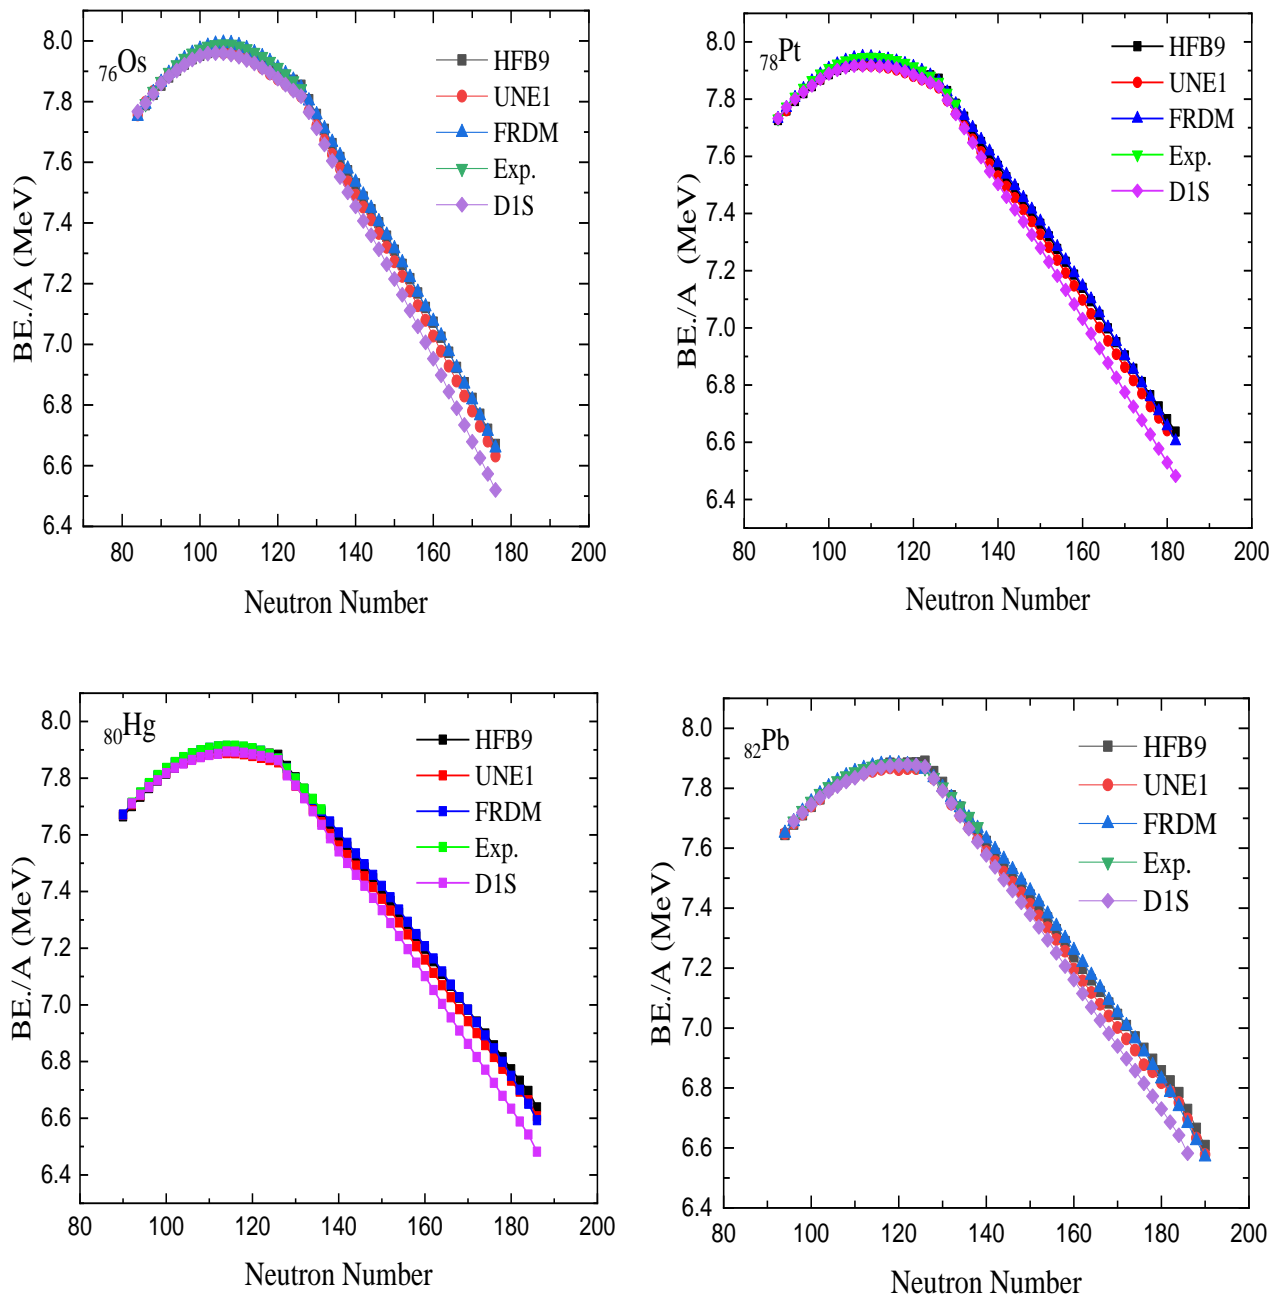 76Os
HFB9
UNE1
FRDM
Exp.
D1S
BE./A (MeV)
8.0
7.8
7.6
7.4
7.2
7.0
6.8
6.6
6.4
80 100 120 140 160 180 200
Neutron Number
78Pt
HFB9
UNE1
FRDM
Exp.
D1S
BE./A (MeV)
8.0
7.8
7.6
7.4
7.2
7.0
6.8
6.6
6.4
80 100 120 140 160 180 200
Neutron Number
80Hg
HFB9
UNE1
FRDM
Exp.
D1S
BE./A (MeV)
8.0
7.8
7.6
7.4
7.2
7.0
6.8
6.6
6.4
80 100 120 140 160 180 200
Neutron Number
82Pb
HFB9
UNE1
FRDM
Exp.
D1S
BE./A (MeV)
8.0
7.8
7.6
7.4
7.2
7.0
6.8
6.6
6.4
80 100 120 140 160 180 200
Neutron Number